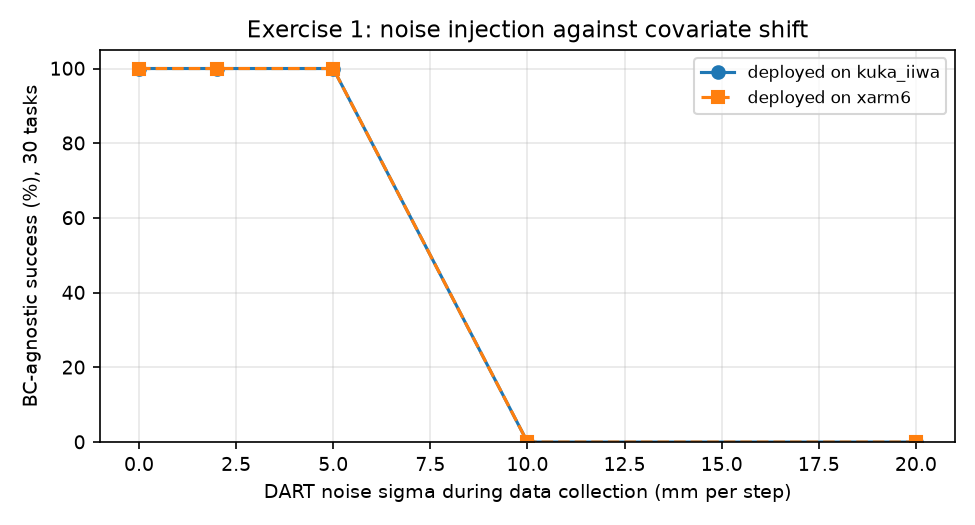 Exercise 1: noise injection against covariate shift
BC-agnostic success (%), 30 tasks
100
80
60
40
20
0
deployed on kuka_iiwa
deployed on xarm6
0.0 2.5 5.0 7.5 10.0 12.5 15.0 17.5 20.0
DART noise sigma during data collection (mm per step)